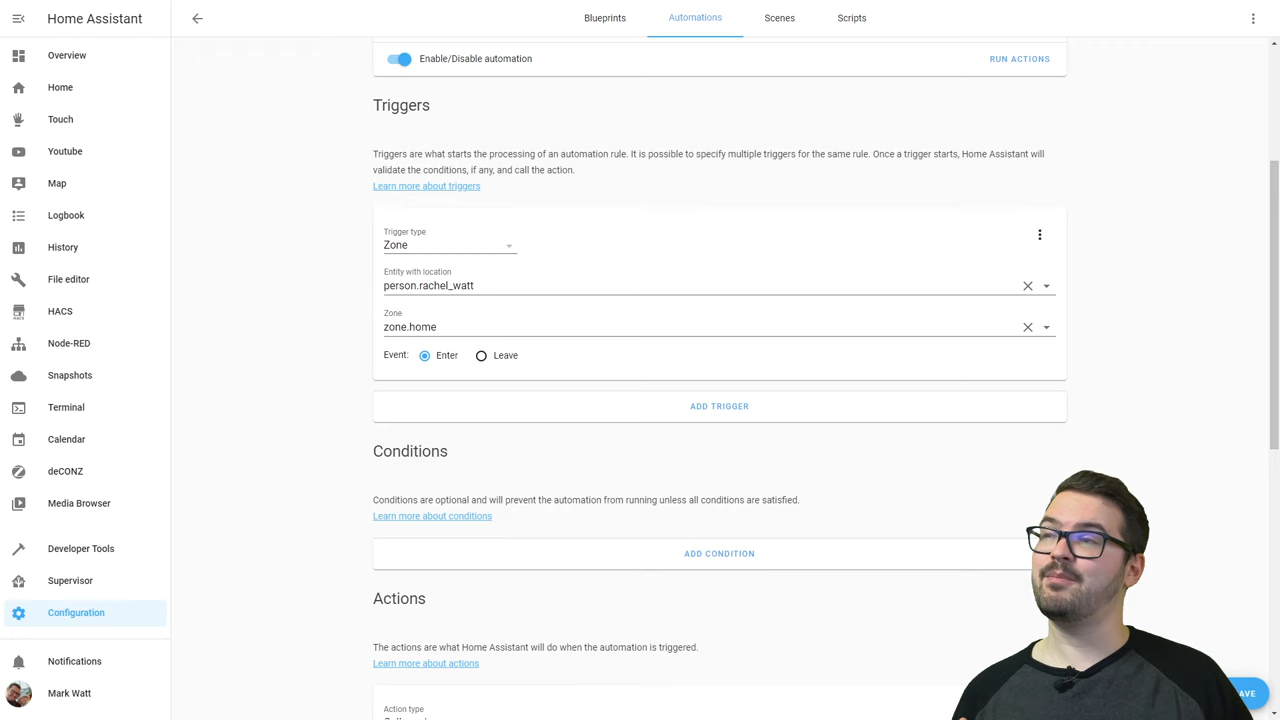 Home Assistant
Blueprints
Automations
Scenes
Scripts
Overview
Home
Touch
Youtube
Map
Logbook
History
File editor
HACS
Node-RED
Snapshots
Terminal
Calendar
deCONZ
Media Browser
Developer Tools
Supervisor
Configuration
Notifications
Mark Watt
Enable/Disable automation
RUN ACTIONS
Triggers
Triggers are what starts the processing of an automation rule. It is possible to specify multiple triggers for the same rule. Once a trigger starts, Home Assistant will
validate the conditions, if any, and call the action.
Learn more about triggers
Trigger type
Zone
Entity with location
person.rachel_watt
Zone
zone.home
Event: Enter Leave
ADD TRIGGER
Conditions
Conditions are optional and will prevent the automation from running unless all conditions are satisfied.
Learn more about conditions
ADD CONDITION
Actions
The actions are what Home Assistant will do when the automation is triggered.
Learn more about actions
Action type
AVE